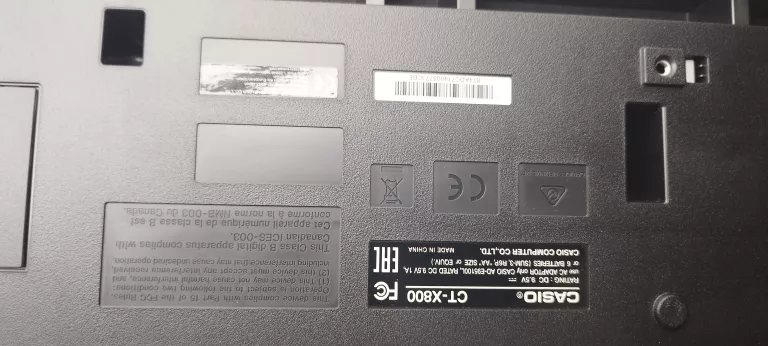 CASIO® CT-X800 FC
RATING: DC 9.5V
use AC ADAPTOR AD-E95100L RATED DC 9.5V 1A
or 6 BATTERIES (SUM-3, R6P, "AA" SIZE OR EQUIV.)
CASIO COMPUTER CO.,LTD. MADE IN CHINA
EAC
This device complies with Part 15 of the FCC Rules.
Operation is subject to the following two conditions:
(1) This device may not cause harmful interference, and
(2) this device must accept any interference received,
including interference that may cause undesired operation.
This Class B digital apparatus complies with
Canadian ICES-003.
Cet appareil numérique de la classe B est
conforme à la norme NMB-003 du Canada.
CE